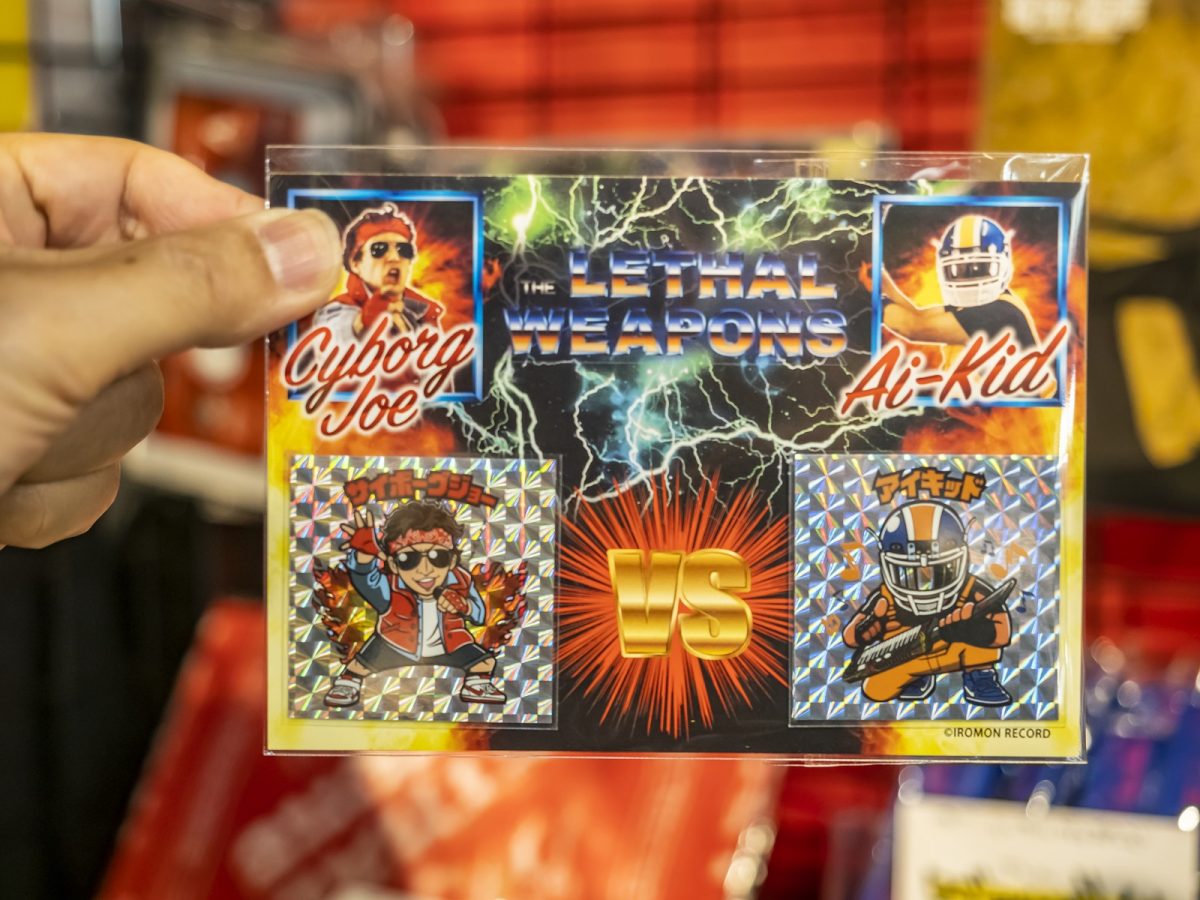 THE LETHAL
WEAPONS
Cyborg
Joe
Ai-Kid
サイボーグジョー
VS
アイキッド
©IROMON RECORD